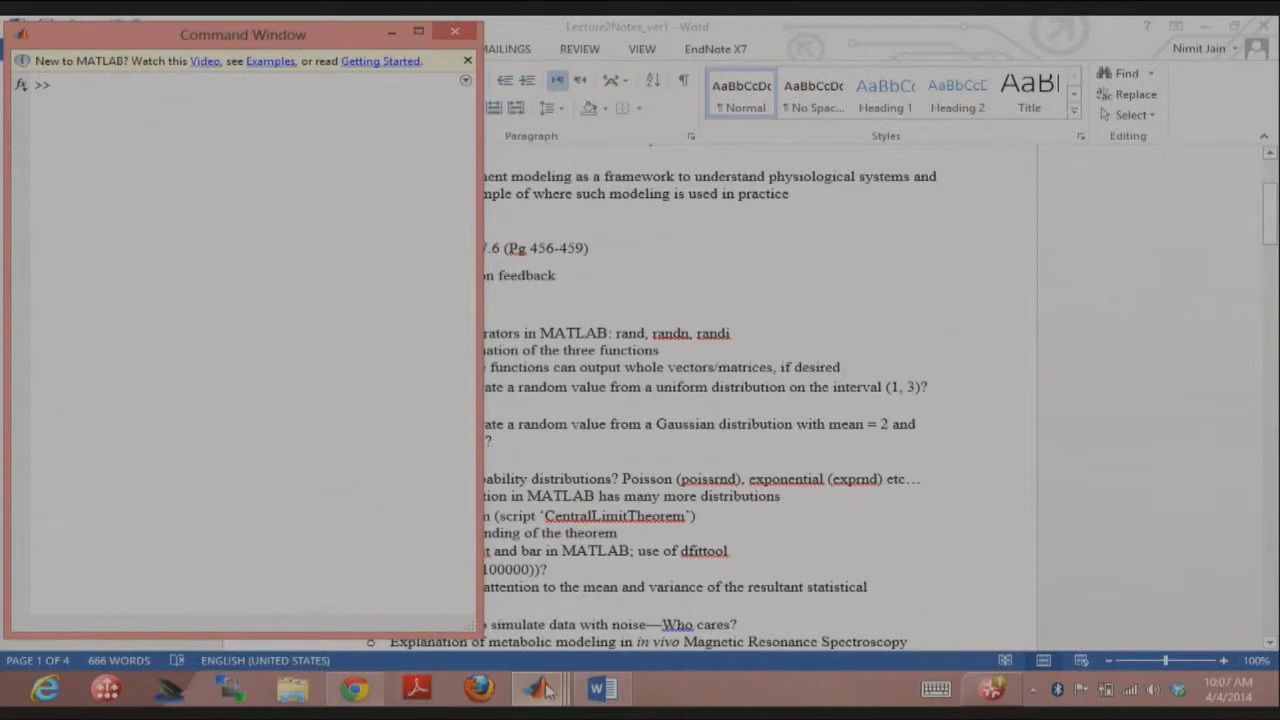 Command Window
New to MATLAB? Watch this Video, see Examples, or read Getting Started.
fx >>
Lecture2Notes_ver1 - Word
MAILINGS REVIEW VIEW EndNote X7
Nimit Jain
AaBbCcDc AaBbCcDc AaBbCc AaBbCcD AaBl
¶ Normal ¶ No Spac... Heading 1 Heading 2 Title
Find
Replace
Select
Paragraph Styles Editing
ent modeling as a framework to understand physiological systems and
mple of where such modeling is used in practice
7.6 (Pg 456-459)
on feedback
rators in MATLAB: rand, randn, randi
nation of the three functions
functions can output whole vectors/matrices, if desired
ate a random value from a uniform distribution on the interval (1, 3)?
ate a random value from a Gaussian distribution with mean = 2 and
?
ability distributions? Poisson (poissrnd), exponential (exprnd) etc…
tion in MATLAB has many more distributions
n (script ‘CentralLimitTheorem’)
nding of the theorem
t and bar in MATLAB; use of dfittool
100000))?
attention to the mean and variance of the resultant statistical
o simulate data with noise—Who cares?
o Explanation of metabolic modeling in in vivo Magnetic Resonance Spectroscopy
PAGE 1 OF 4 666 WORDS ENGLISH (UNITED STATES) 100%
10:07 AM
4/4/2014